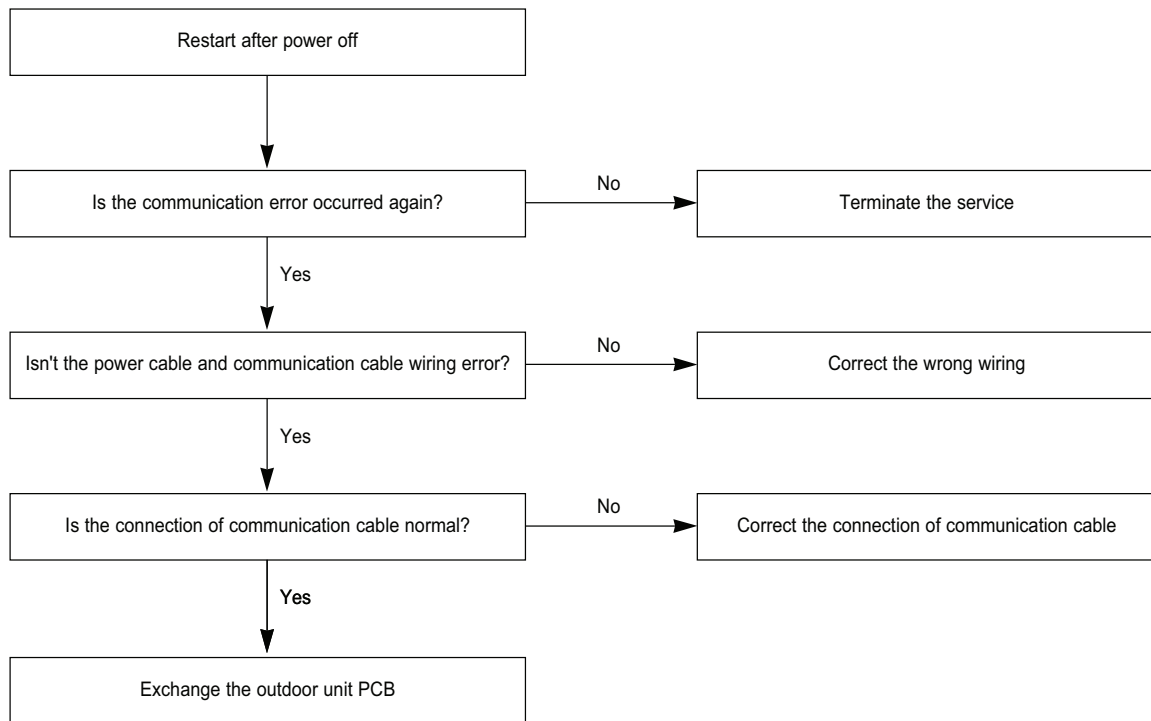 Restart after power off
Is the communication error occurred again?
No
Terminate the service
Yes
Isn't the power cable and communication cable wiring error?
No
Correct the wrong wiring
Yes
Is the connection of communication cable normal?
No
Correct the connection of communication cable
Yes
Exchange the outdoor unit PCB